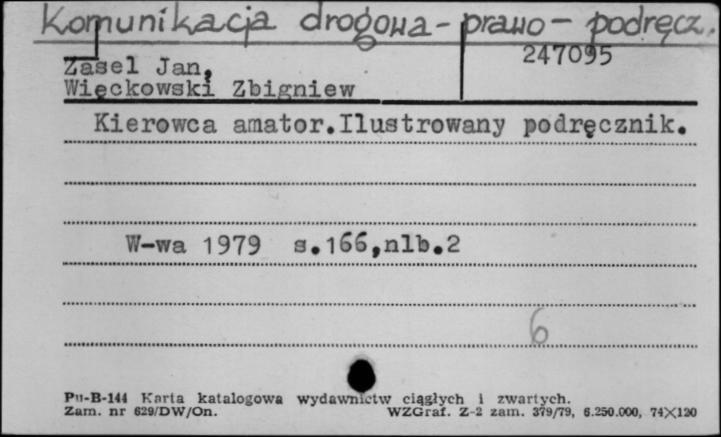 Komunikacja drogowa - prawo - podręcz.
247095
Zasel Jan,
Więckowski Zbigniew
Kierowca amator. Ilustrowany podręcznik.
W-wa 1979 s.166,nlb.2
6
Pu-B-144 Karta katalogowa wydawnictw ciągłych i zwartych.
Zam. nr 629/DW/On. WZGraf. Z-2 zam. 379/79, 6.250.000, 74×120